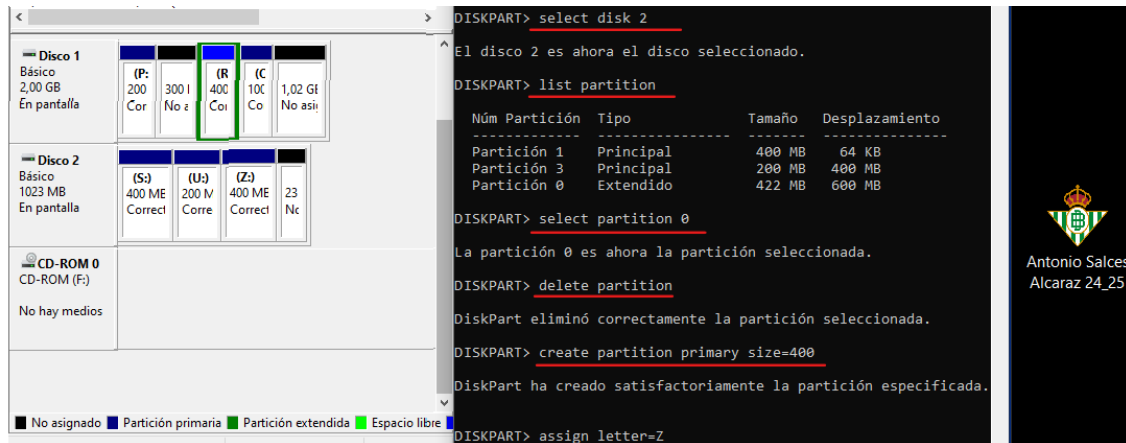 Disco 1
Básico
2,00 GB
En pantalla
(P:
200
Cor
300 I
No a
(R
400
Coi
(C
100
Co
1,02 GE
No asi
Disco 2
Básico
1023 MB
En pantalla
(S:)
400 ME
Correct
(U:)
200 M
Corre
(Z:)
400 ME
Correct
23
Nc
CD-ROM 0
CD-ROM (F:)
No hay medios
No asignado Partición primaria Partición extendida Espacio libre
DISKPART> select disk 2
El disco 2 es ahora el disco seleccionado.
DISKPART> list partition
Núm Partición Tipo Tamaño Desplazamiento
------------- ---------------- ------- ---------------
Partición 1 Principal 400 MB 64 KB
Partición 3 Principal 200 MB 400 MB
Partición 0 Extendido 422 MB 600 MB
DISKPART> select partition 0
La partición 0 es ahora la partición seleccionada.
DISKPART> delete partition
DiskPart eliminó correctamente la partición seleccionada.
DISKPART> create partition primary size=400
DiskPart ha creado satisfactoriamente la partición especificada.
DISKPART> assign letter=Z
Antonio Salces
Alcaraz 24_25